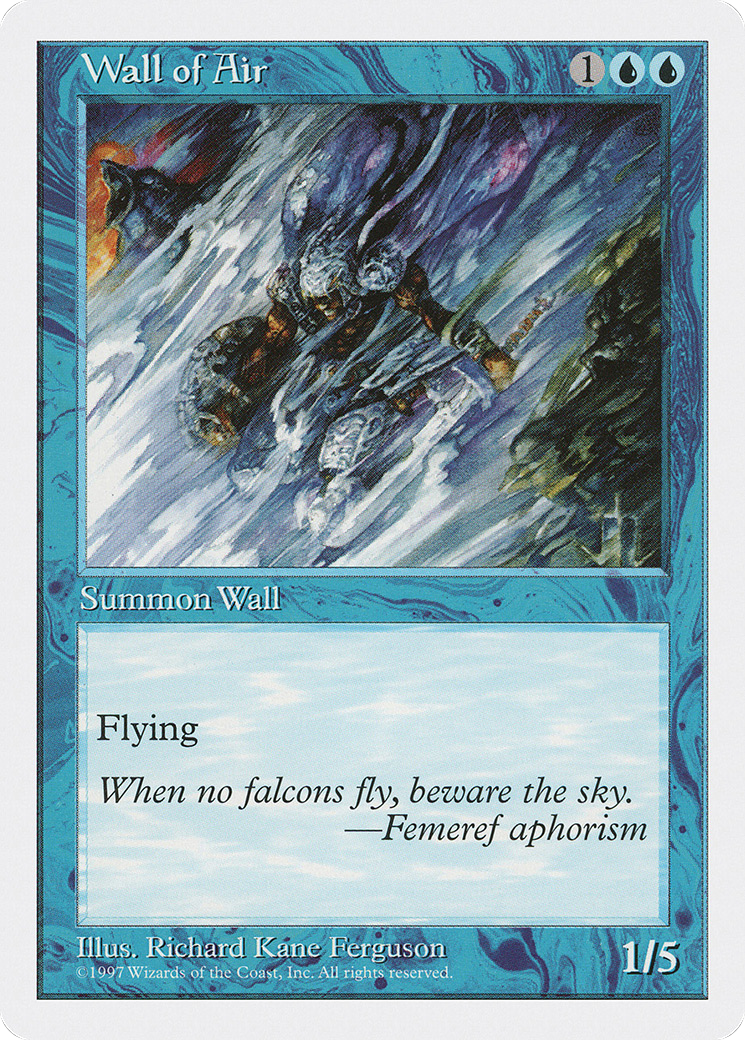 Wall of Air 1
Summon Wall
Flying
When no falcons fly, beware the sky.
—Femeref aphorism
Illus. Richard Kane Ferguson
©1997 Wizards of the Coast, Inc. All rights reserved.
1/5